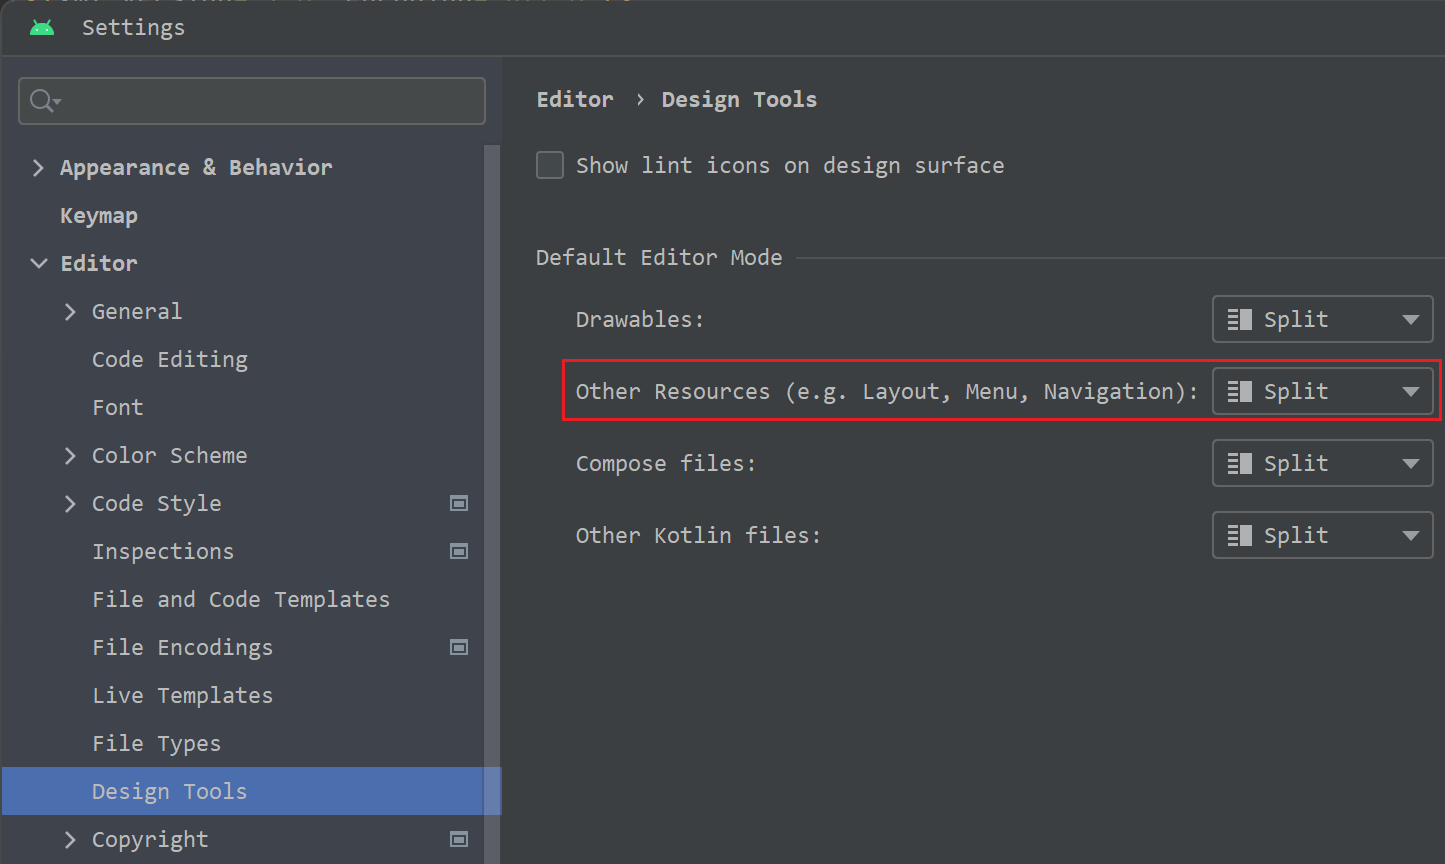 Settings
Appearance & Behavior
Keymap
Editor
General
Code Editing
Font
Color Scheme
Code Style
Inspections
File and Code Templates
File Encodings
Live Templates
File Types
Design Tools
Copyright
Editor › Design Tools
Show lint icons on design surface
Default Editor Mode
Drawables: Split
Other Resources (e.g. Layout, Menu, Navigation): Split
Compose files: Split
Other Kotlin files: Split